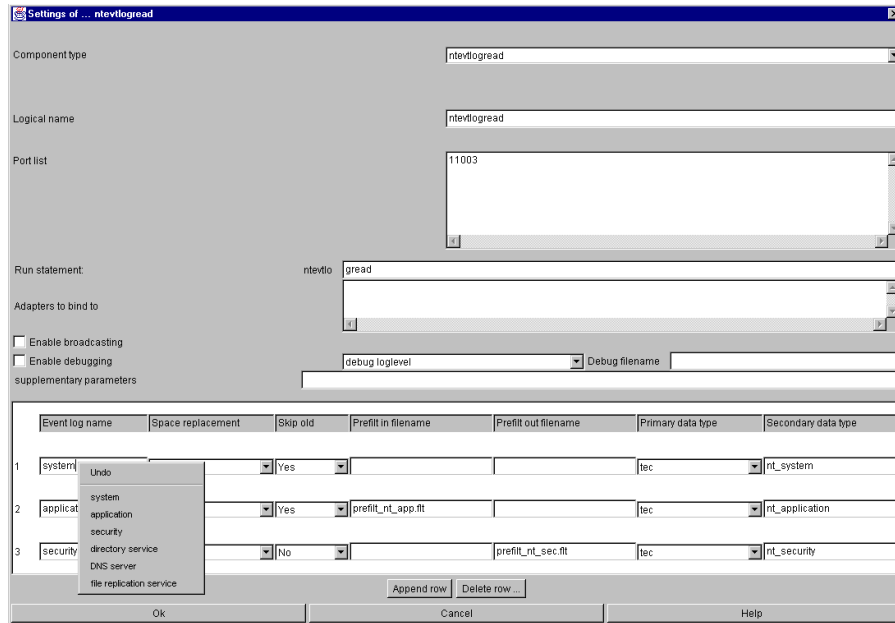 Settings of ... ntevtlogread
Component type
ntevtlogread
Logical name
ntevtlogread
Port list
11003
Run statement:
ntevtlo
gread
Adapters to bind to
Enable broadcasting
Enable debugging
debug loglevel
Debug filename
supplementary parameters
Event log name Space replacement Skip old Prefilt in filename Prefilt out filename Primary data type Secondary data type
1 system Yes tec nt_system
Undo
system
application
security
directory service
DNS server
file replication service
2 applicat Yes prefilt_nt_app.flt tec nt_application
3 security No prefilt_nt_sec.flt tec nt_security
Append row Delete row ...
Ok Cancel Help